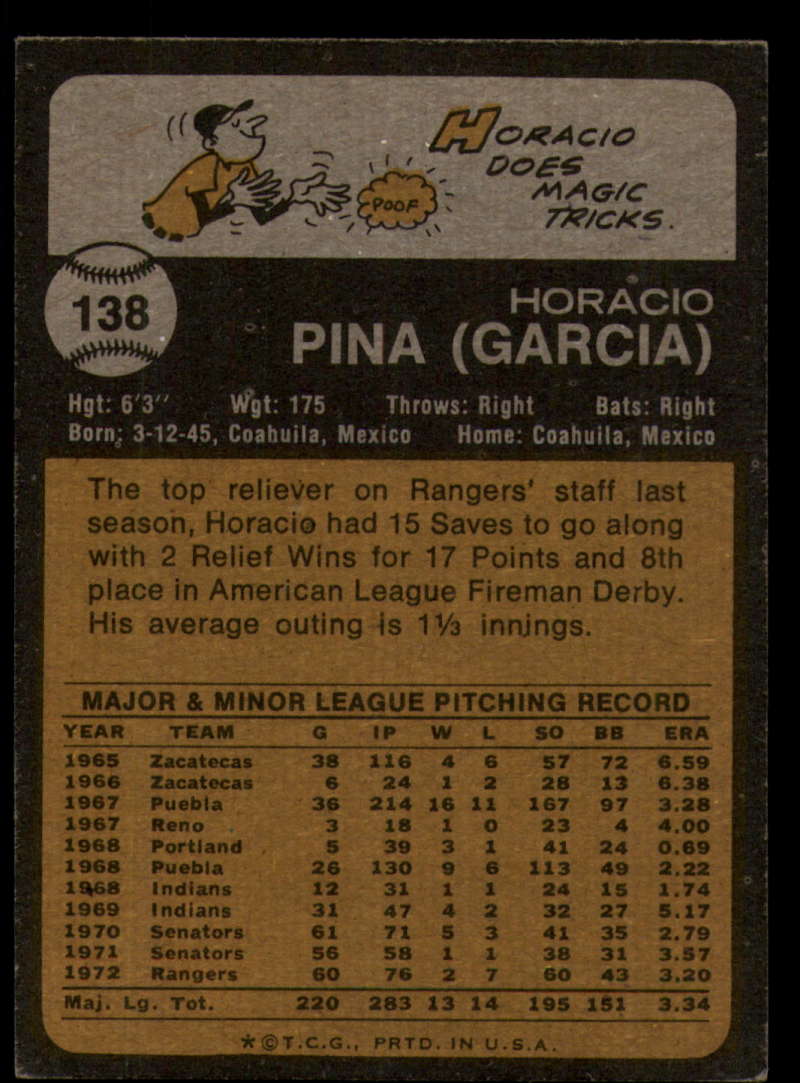 HORACIO
DOES
MAGIC
TRICKS.
POOF
138
HORACIO
PINA (GARCIA)
Hgt: 6'3" Wgt: 175 Throws: Right Bats: Right
Born: 3-12-45, Coahuila, Mexico Home: Coahuila, Mexico
The top reliever on Rangers' staff last
season, Horacio had 15 Saves to go along
with 2 Relief Wins for 17 Points and 8th
place in American League Fireman Derby.
His average outing is 1⅓ innings.
MAJOR & MINOR LEAGUE PITCHING RECORD
YEAR TEAM G IP W L SO BB ERA
1965 Zacatecas 38 116 4 6 57 72 6.59
1966 Zacatecas 6 24 1 2 28 13 6.38
1967 Puebla 36 214 16 11 167 97 3.28
1967 Reno 3 18 1 0 23 4 4.00
1968 Portland 5 39 3 1 41 24 0.69
1968 Puebla 26 130 9 6 113 49 2.22
1968 Indians 12 31 1 1 24 15 1.74
1969 Indians 31 47 4 2 32 27 5.17
1970 Senators 61 71 5 3 41 35 2.79
1971 Senators 56 58 1 1 38 31 3.57
1972 Rangers 60 76 2 7 60 43 3.20
Maj. Lg. Tot. 220 283 13 14 195 151 3.34
*©T.C.G., PRTD. IN U.S.A.